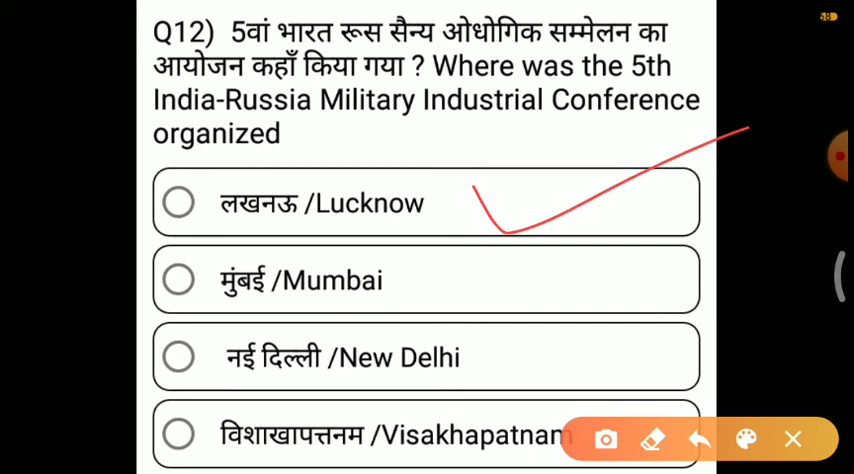 58
Q12) 5वां भारत रूस सैन्य ओधोगिक सम्मेलन का
आयोजन कहाँ किया गया ? Where was the 5th
India-Russia Military Industrial Conference
organized
लखनऊ /Lucknow
मुंबई /Mumbai
नई दिल्ली /New Delhi
विशाखापत्तनम /Visakhapatnam